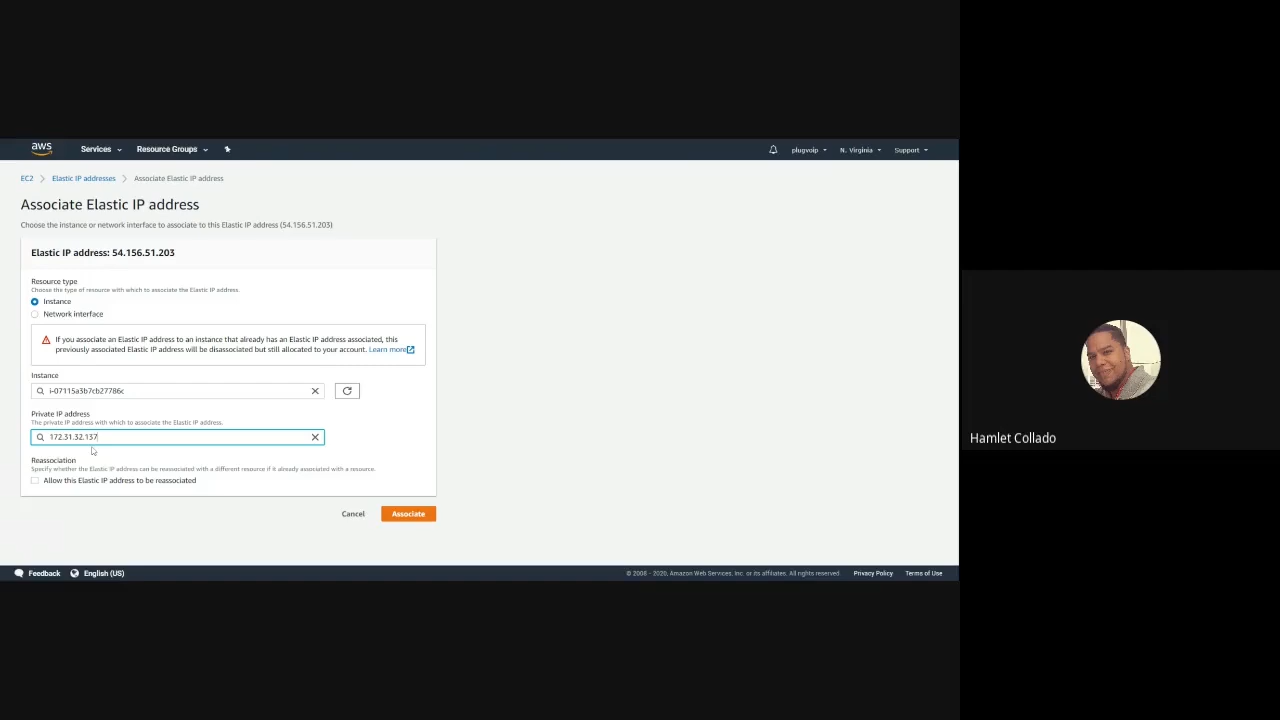 aws Services Resource Groups plugvoip N. Virginia Support
EC2 Elastic IP addresses Associate Elastic IP address
Associate Elastic IP address
Choose the instance or network interface to associate to this Elastic IP address (54.156.51.203)
Elastic IP address: 54.156.51.203
Resource type
Choose the type of resource with which to associate the Elastic IP address.
Instance
Network interface
If you associate an Elastic IP address to an instance that already has an Elastic IP address associated, this
previously associated Elastic IP address will be disassociated but still allocated to your account. Learn more
Instance
i-07115a3b7cb27786c
Private IP address
The private IP address with which to associate the Elastic IP address.
172.31.32.137
Reassociation
Specify whether the Elastic IP address can be reassociated with a different resource if it already associated with a resource.
Allow this Elastic IP address to be reassociated
Cancel Associate
Hamlet Collado
Feedback English (US) © 2008 - 2020, Amazon Web Services, Inc. or its affiliates. All rights reserved. Privacy Policy Terms of Use